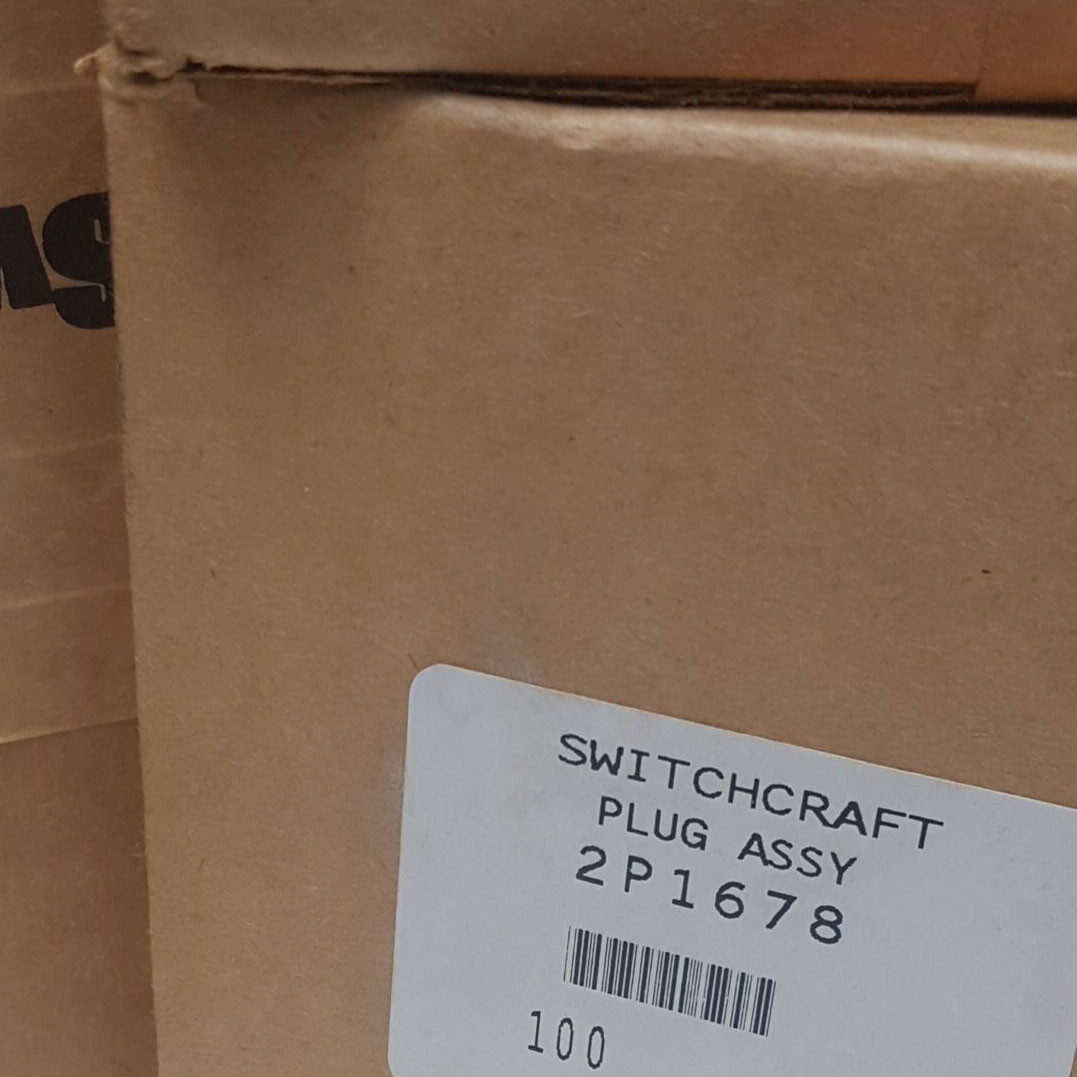 SWITCHCRAFT
PLUG ASSY
2P1678
100